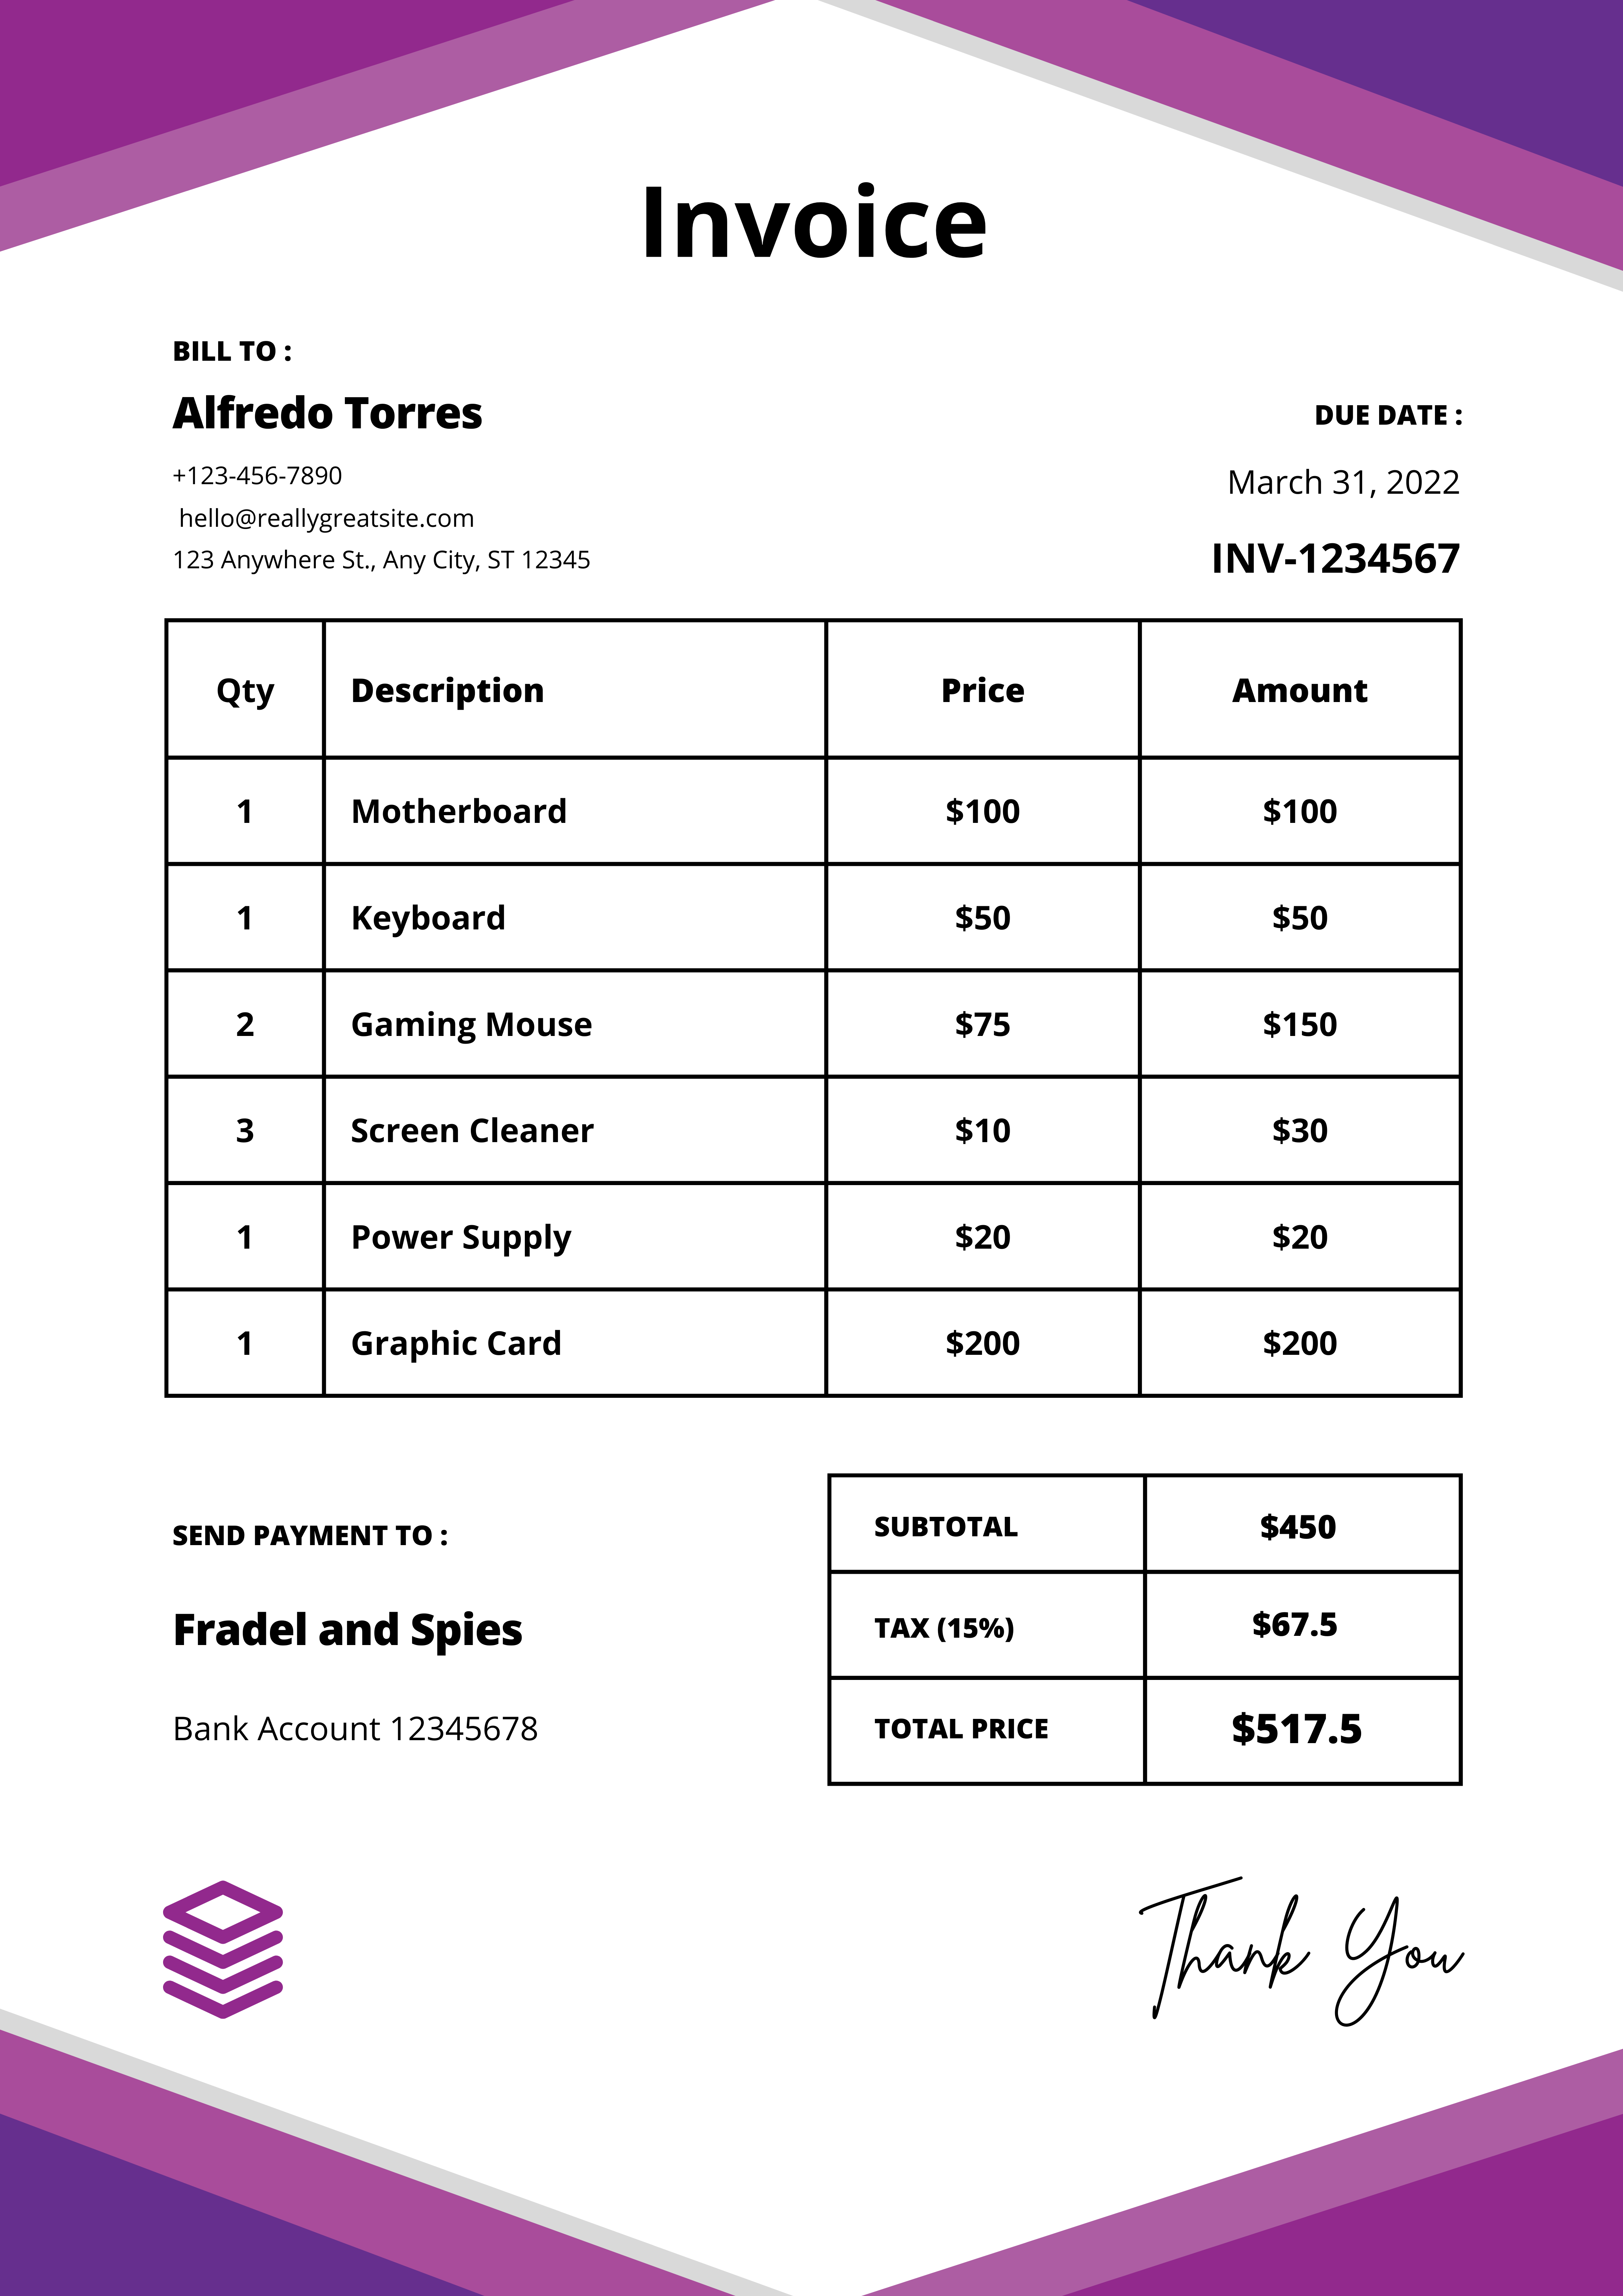 Invoice
BILL TO :
Alfredo Torres
+123-456-7890
hello@reallygreatsite.com
123 Anywhere St., Any City, ST 12345
DUE DATE :
March 31, 2022
INV-1234567
Qty Description Price Amount
1 Motherboard $100 $100
1 Keyboard $50 $50
2 Gaming Mouse $75 $150
3 Screen Cleaner $10 $30
1 Power Supply $20 $20
1 Graphic Card $200 $200
SEND PAYMENT TO :
Fradel and Spies
Bank Account 12345678
SUBTOTAL $450
TAX (15%) $67.5
TOTAL PRICE $517.5
Thank You